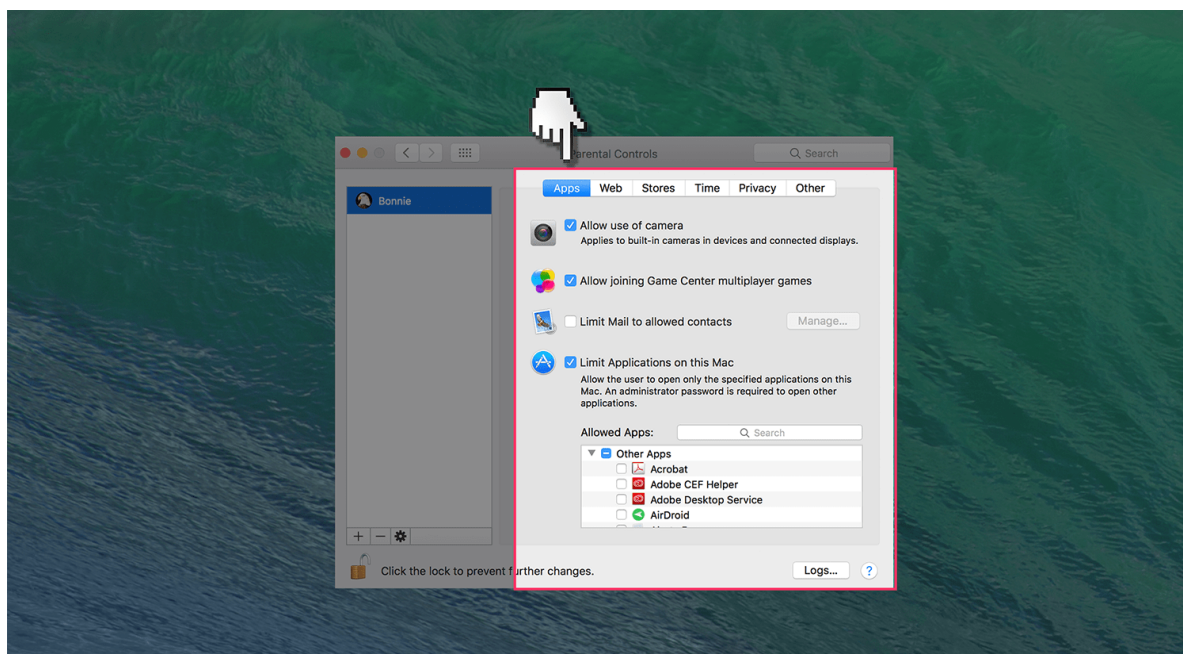 Parental Controls
Search
Bonnie
Apps Web Stores Time Privacy Other
Allow use of camera
Applies to built-in cameras in devices and connected displays.
Allow joining Game Center multiplayer games
Limit Mail to allowed contacts Manage...
Limit Applications on this Mac
Allow the user to open only the specified applications on this
Mac. An administrator password is required to open other
applications.
Allowed Apps: Search
Other Apps
Acrobat
Adobe CEF Helper
Adobe Desktop Service
AirDroid
Click the lock to prevent further changes.
Logs... ?